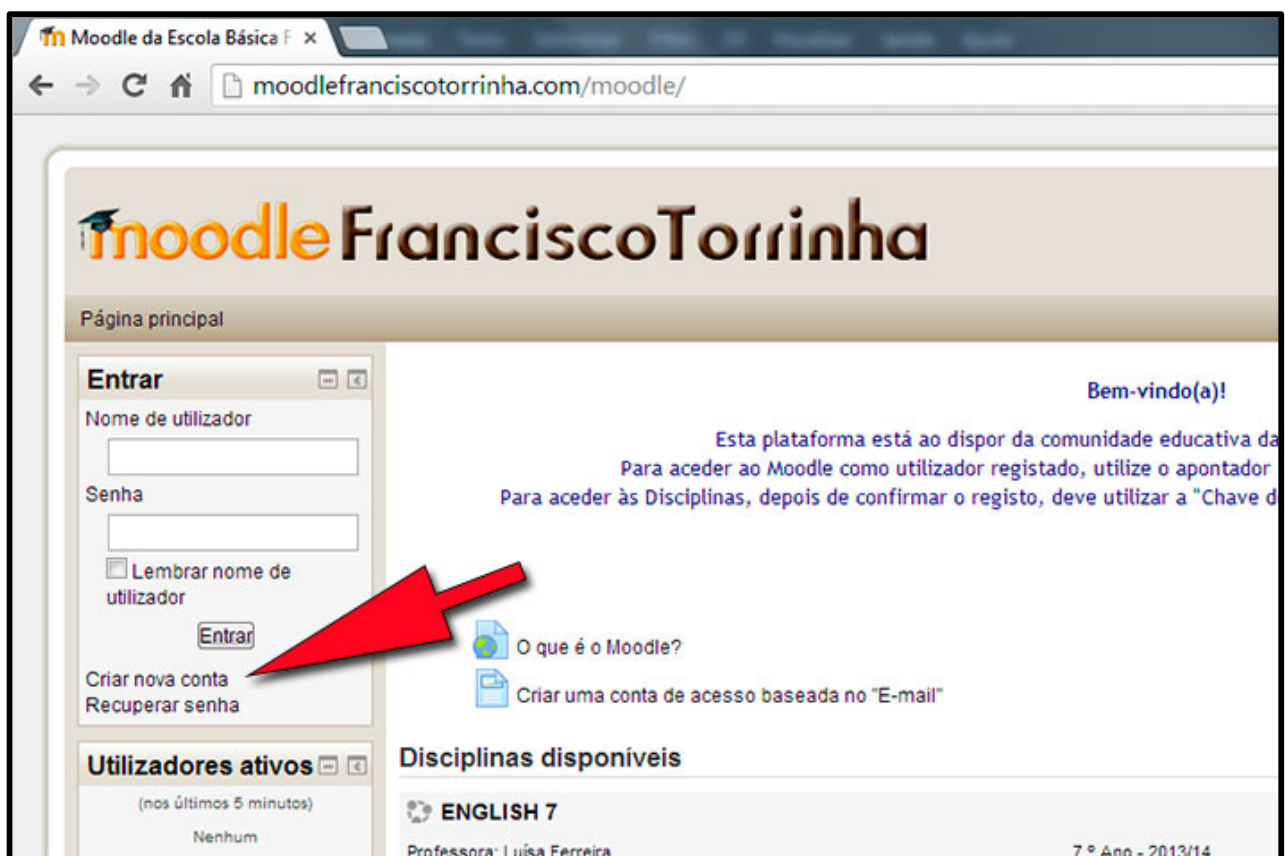 Moodle da Escola Básica F
moodlefranciscotorrinha.com/moodle/
moodle FranciscoTorrinha
Página principal
Entrar
Nome de utilizador
Senha
Lembrar nome de
utilizador
Entrar
Criar nova conta
Recuperar senha
Utilizadores ativos
(nos últimos 5 minutos)
Nenhum
Bem-vindo(a)!
Esta plataforma está ao dispor da comunidade educativa da
Para aceder ao Moodle como utilizador registado, utilize o apontador
Para aceder às Disciplinas, depois de confirmar o registo, deve utilizar a "Chave d
O que é o Moodle?
Criar uma conta de acesso baseada no "E-mail"
Disciplinas disponíveis
ENGLISH 7
Professora: Luísa Ferreira
7.º Ano - 2013/14